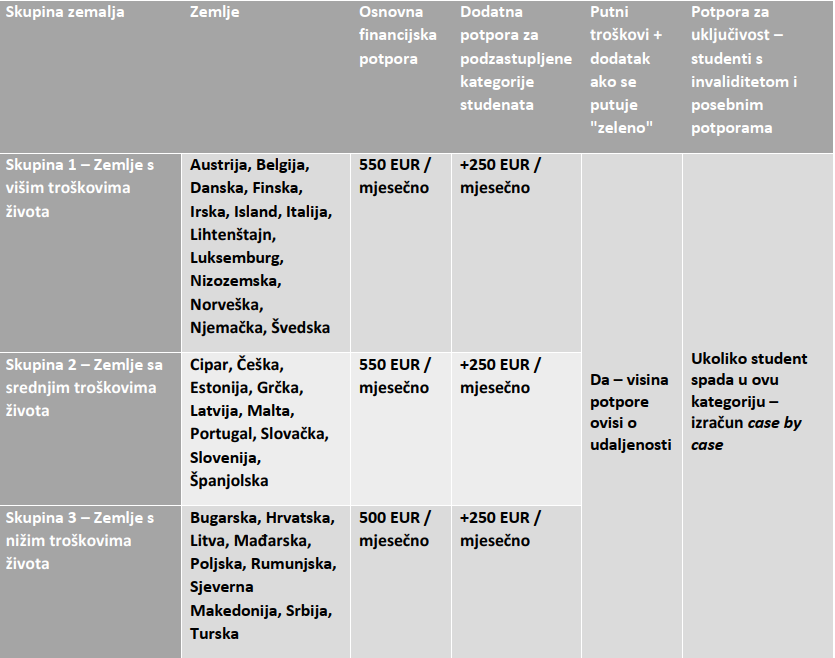 Skupina zemalja
Zemlje
Osnovna
financijska
potpora
Dodatna
potpora za
podzastupljene
kategorije
studenata
Putni
troškovi +
dodatak
ako se
putuje
"zeleno"
Potpora za
uključivost –
studenti s
invaliditetom i
posebnim
potporama
Skupina 1 – Zemlje s
višim troškovima
života
Austrija, Belgija,
Danska, Finska,
Irska, Island, Italija,
Lihtenštajn,
Luksemburg,
Nizozemska,
Norveška,
Njemačka, Švedska
550 EUR /
mjesečno
+250 EUR /
mjesečno
Skupina 2 – Zemlje sa
srednjim troškovima
života
Cipar, Češka,
Estonija, Grčka,
Latvija, Malta,
Portugal, Slovačka,
Slovenija,
Španjolska
550 EUR /
mjesečno
+250 EUR /
mjesečno
Skupina 3 – Zemlje s
nižim troškovima
života
Bugarska, Hrvatska,
Litva, Mađarska,
Poljska, Rumunjska,
Sjeverna
Makedonija, Srbija,
Turska
500 EUR /
mjesečno
+250 EUR /
mjesečno
Da – visina
potpore
ovisi o
udaljenosti
Ukoliko student
spada u ovu
kategoriju –
izračun case by
case